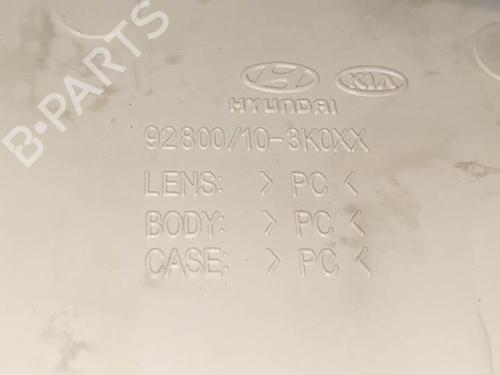 KIA
HYUNDAI
92800/10-3K0XX
LENS: > PC <
BODY: > PC <
CASE: > PC <
B-PARTS